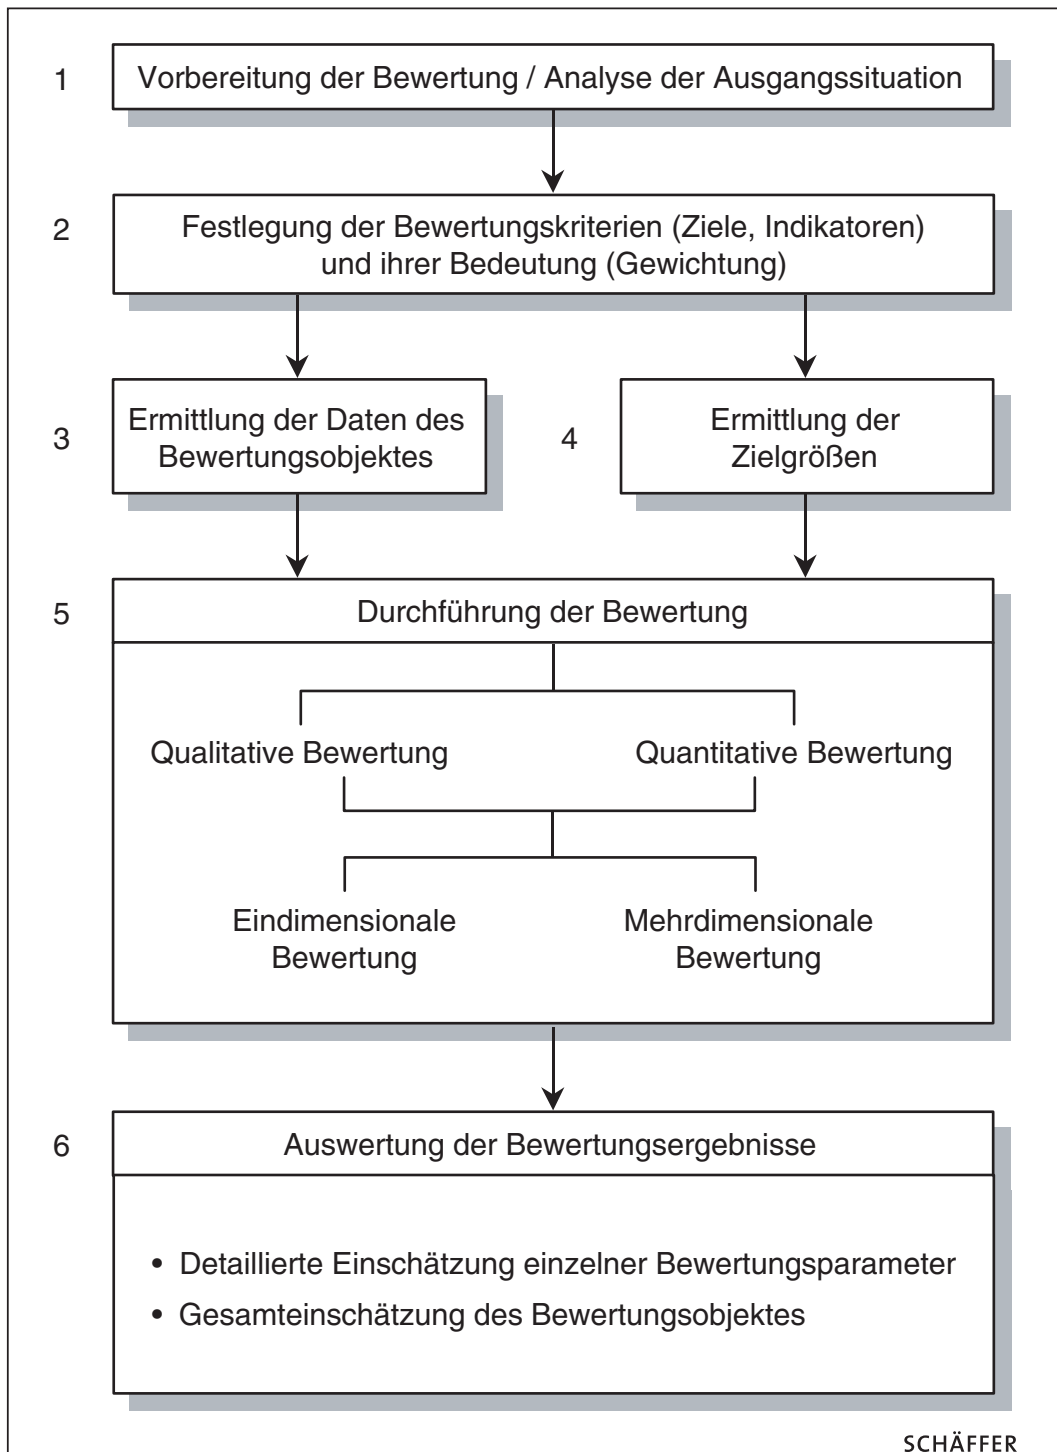 1 Vorbereitung der Bewertung / Analyse der Ausgangssituation
2 Festlegung der Bewertungskriterien (Ziele, Indikatoren)
und ihrer Bedeutung (Gewichtung)
3 Ermittlung der Daten des
Bewertungsobjektes
4 Ermittlung der
Zielgrößen
5 Durchführung der Bewertung
Qualitative Bewertung
Quantitative Bewertung
Eindimensionale
Bewertung
Mehrdimensionale
Bewertung
6 Auswertung der Bewertungsergebnisse
• Detaillierte Einschätzung einzelner Bewertungsparameter
• Gesamteinschätzung des Bewertungsobjektes
SCHÄFFER